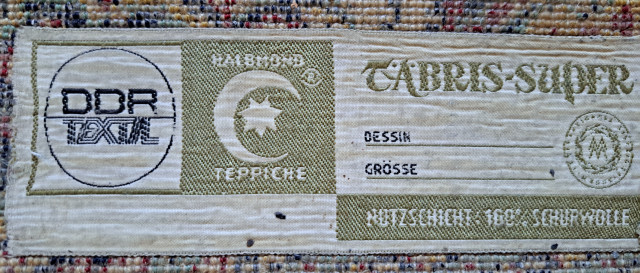 DDR
TEXTIL
HALBMOND
®
TEPPICHE
TÄBRIS-SUPER
DESSIN
GRÖSSE
NUTZSCHICHT: 100% SCHURWOLLE